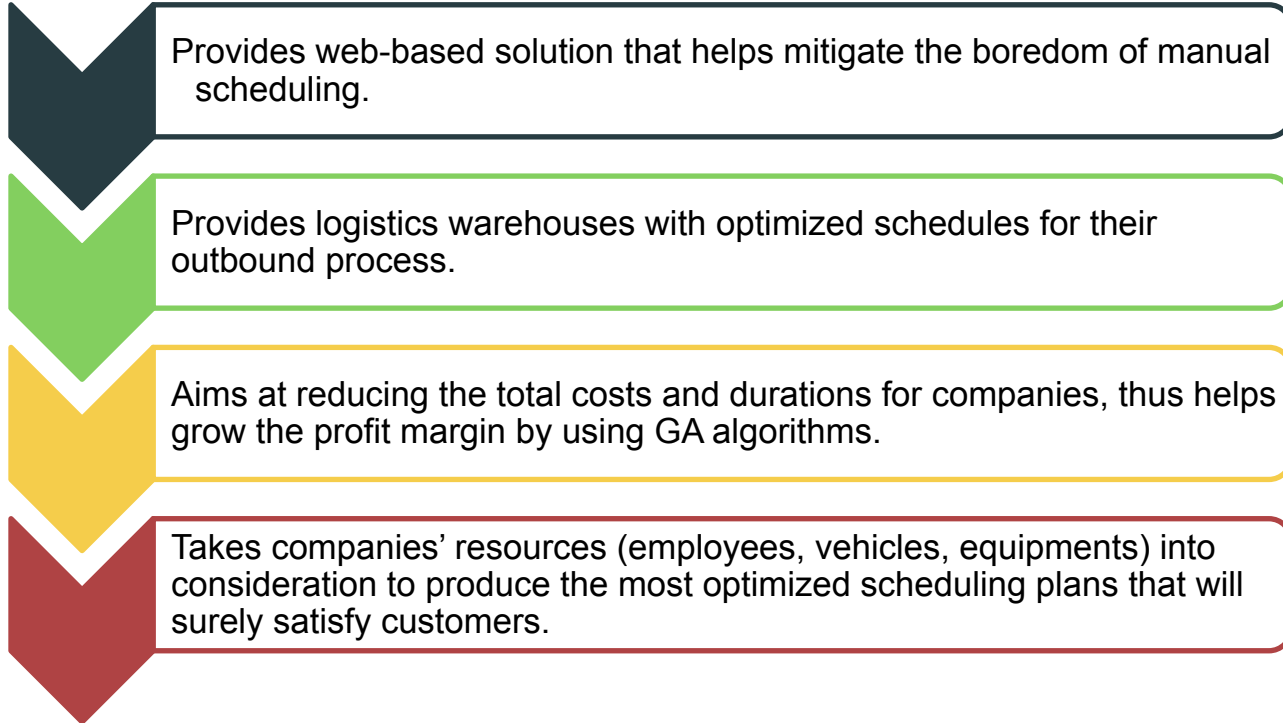 Provides web-based solution that helps mitigate the boredom of manual
scheduling.
Provides logistics warehouses with optimized schedules for their
outbound process.
Aims at reducing the total costs and durations for companies, thus helps
grow the profit margin by using GA algorithms.
Takes companies’ resources (employees, vehicles, equipments) into
consideration to produce the most optimized scheduling plans that will
surely satisfy customers.